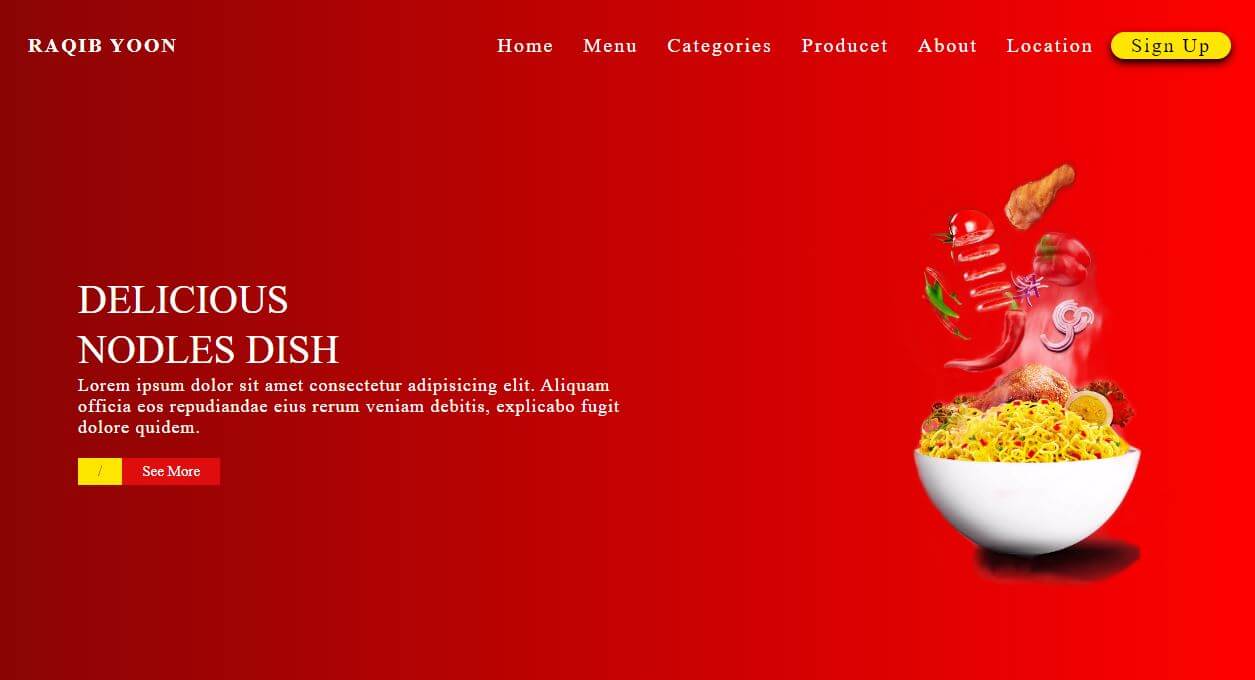 RAQIB YOON
Home Menu Categories Producet About Location Sign Up
DELICIOUS
NODLES DISH
Lorem ipsum dolor sit amet consectetur adipisicing elit. Aliquam
officia eos repudiandae eius rerum veniam debitis, explicabo fugit
dolore quidem.
/ See More